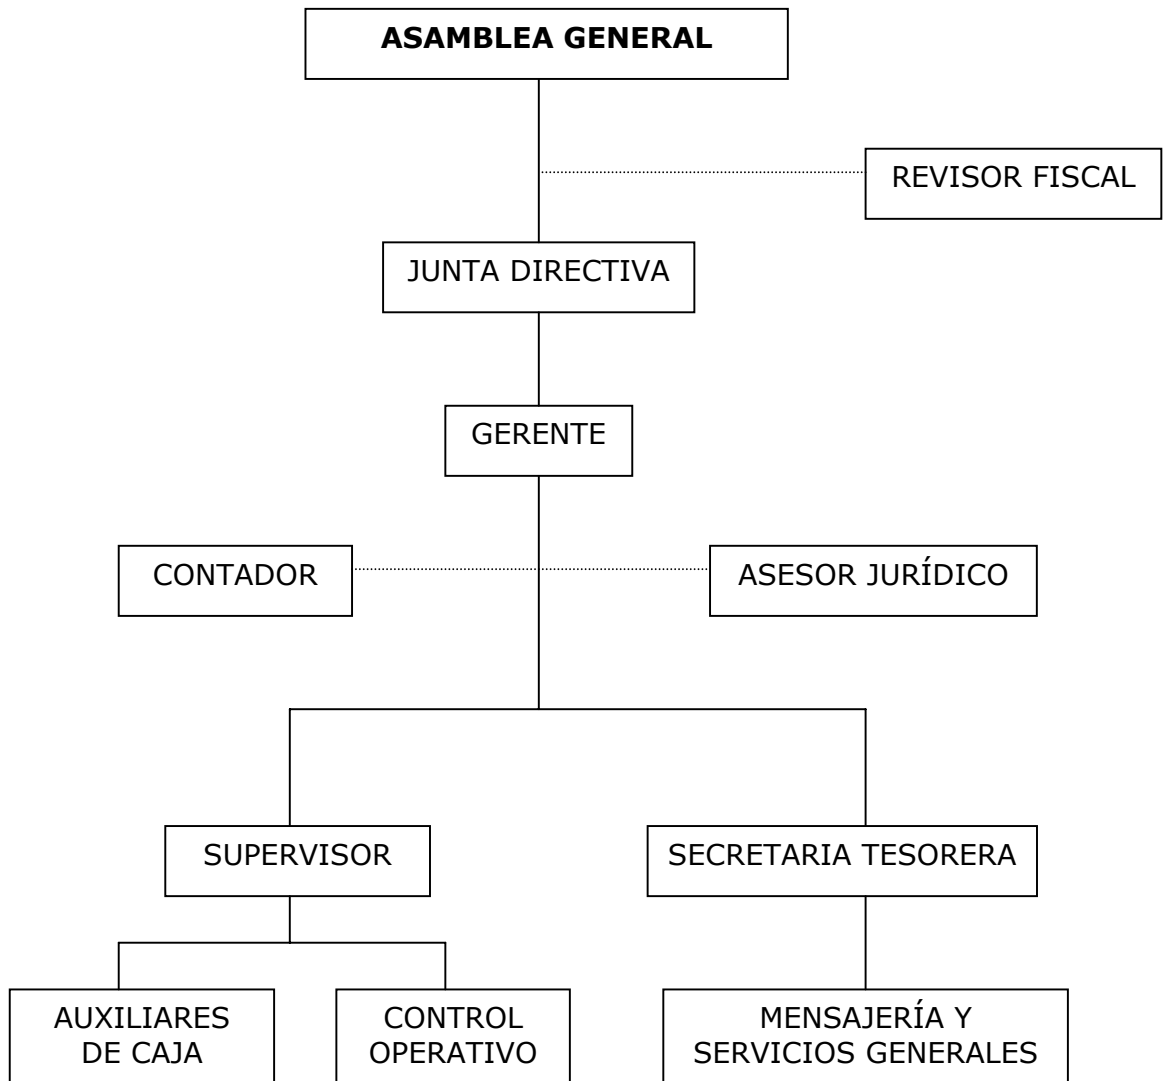 ASAMBLEA GENERAL
REVISOR FISCAL
JUNTA DIRECTIVA
GERENTE
CONTADOR
ASESOR JURÍDICO
SUPERVISOR
SECRETARIA TESORERA
AUXILIARES
DE CAJA
CONTROL
OPERATIVO
MENSAJERÍA Y
SERVICIOS GENERALES